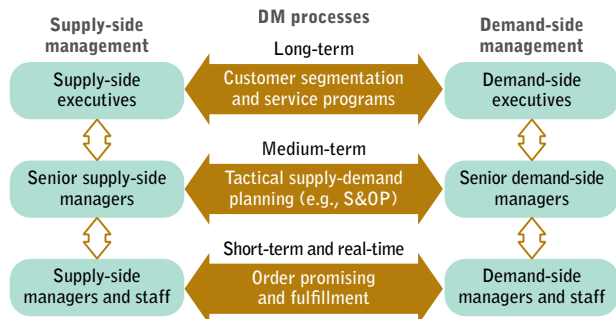 Supply-side
management
DM processes
Demand-side
management
Long-term
Supply-side
executives
Customer segmentation
and service programs
Demand-side
executives
Medium-term
Senior supply-side
managers
Tactical supply-demand
planning (e.g., S&OP)
Senior demand-side
managers
Short-term and real-time
Supply-side
managers and staff
Order promising
and fulfillment
Demand-side
managers and staff